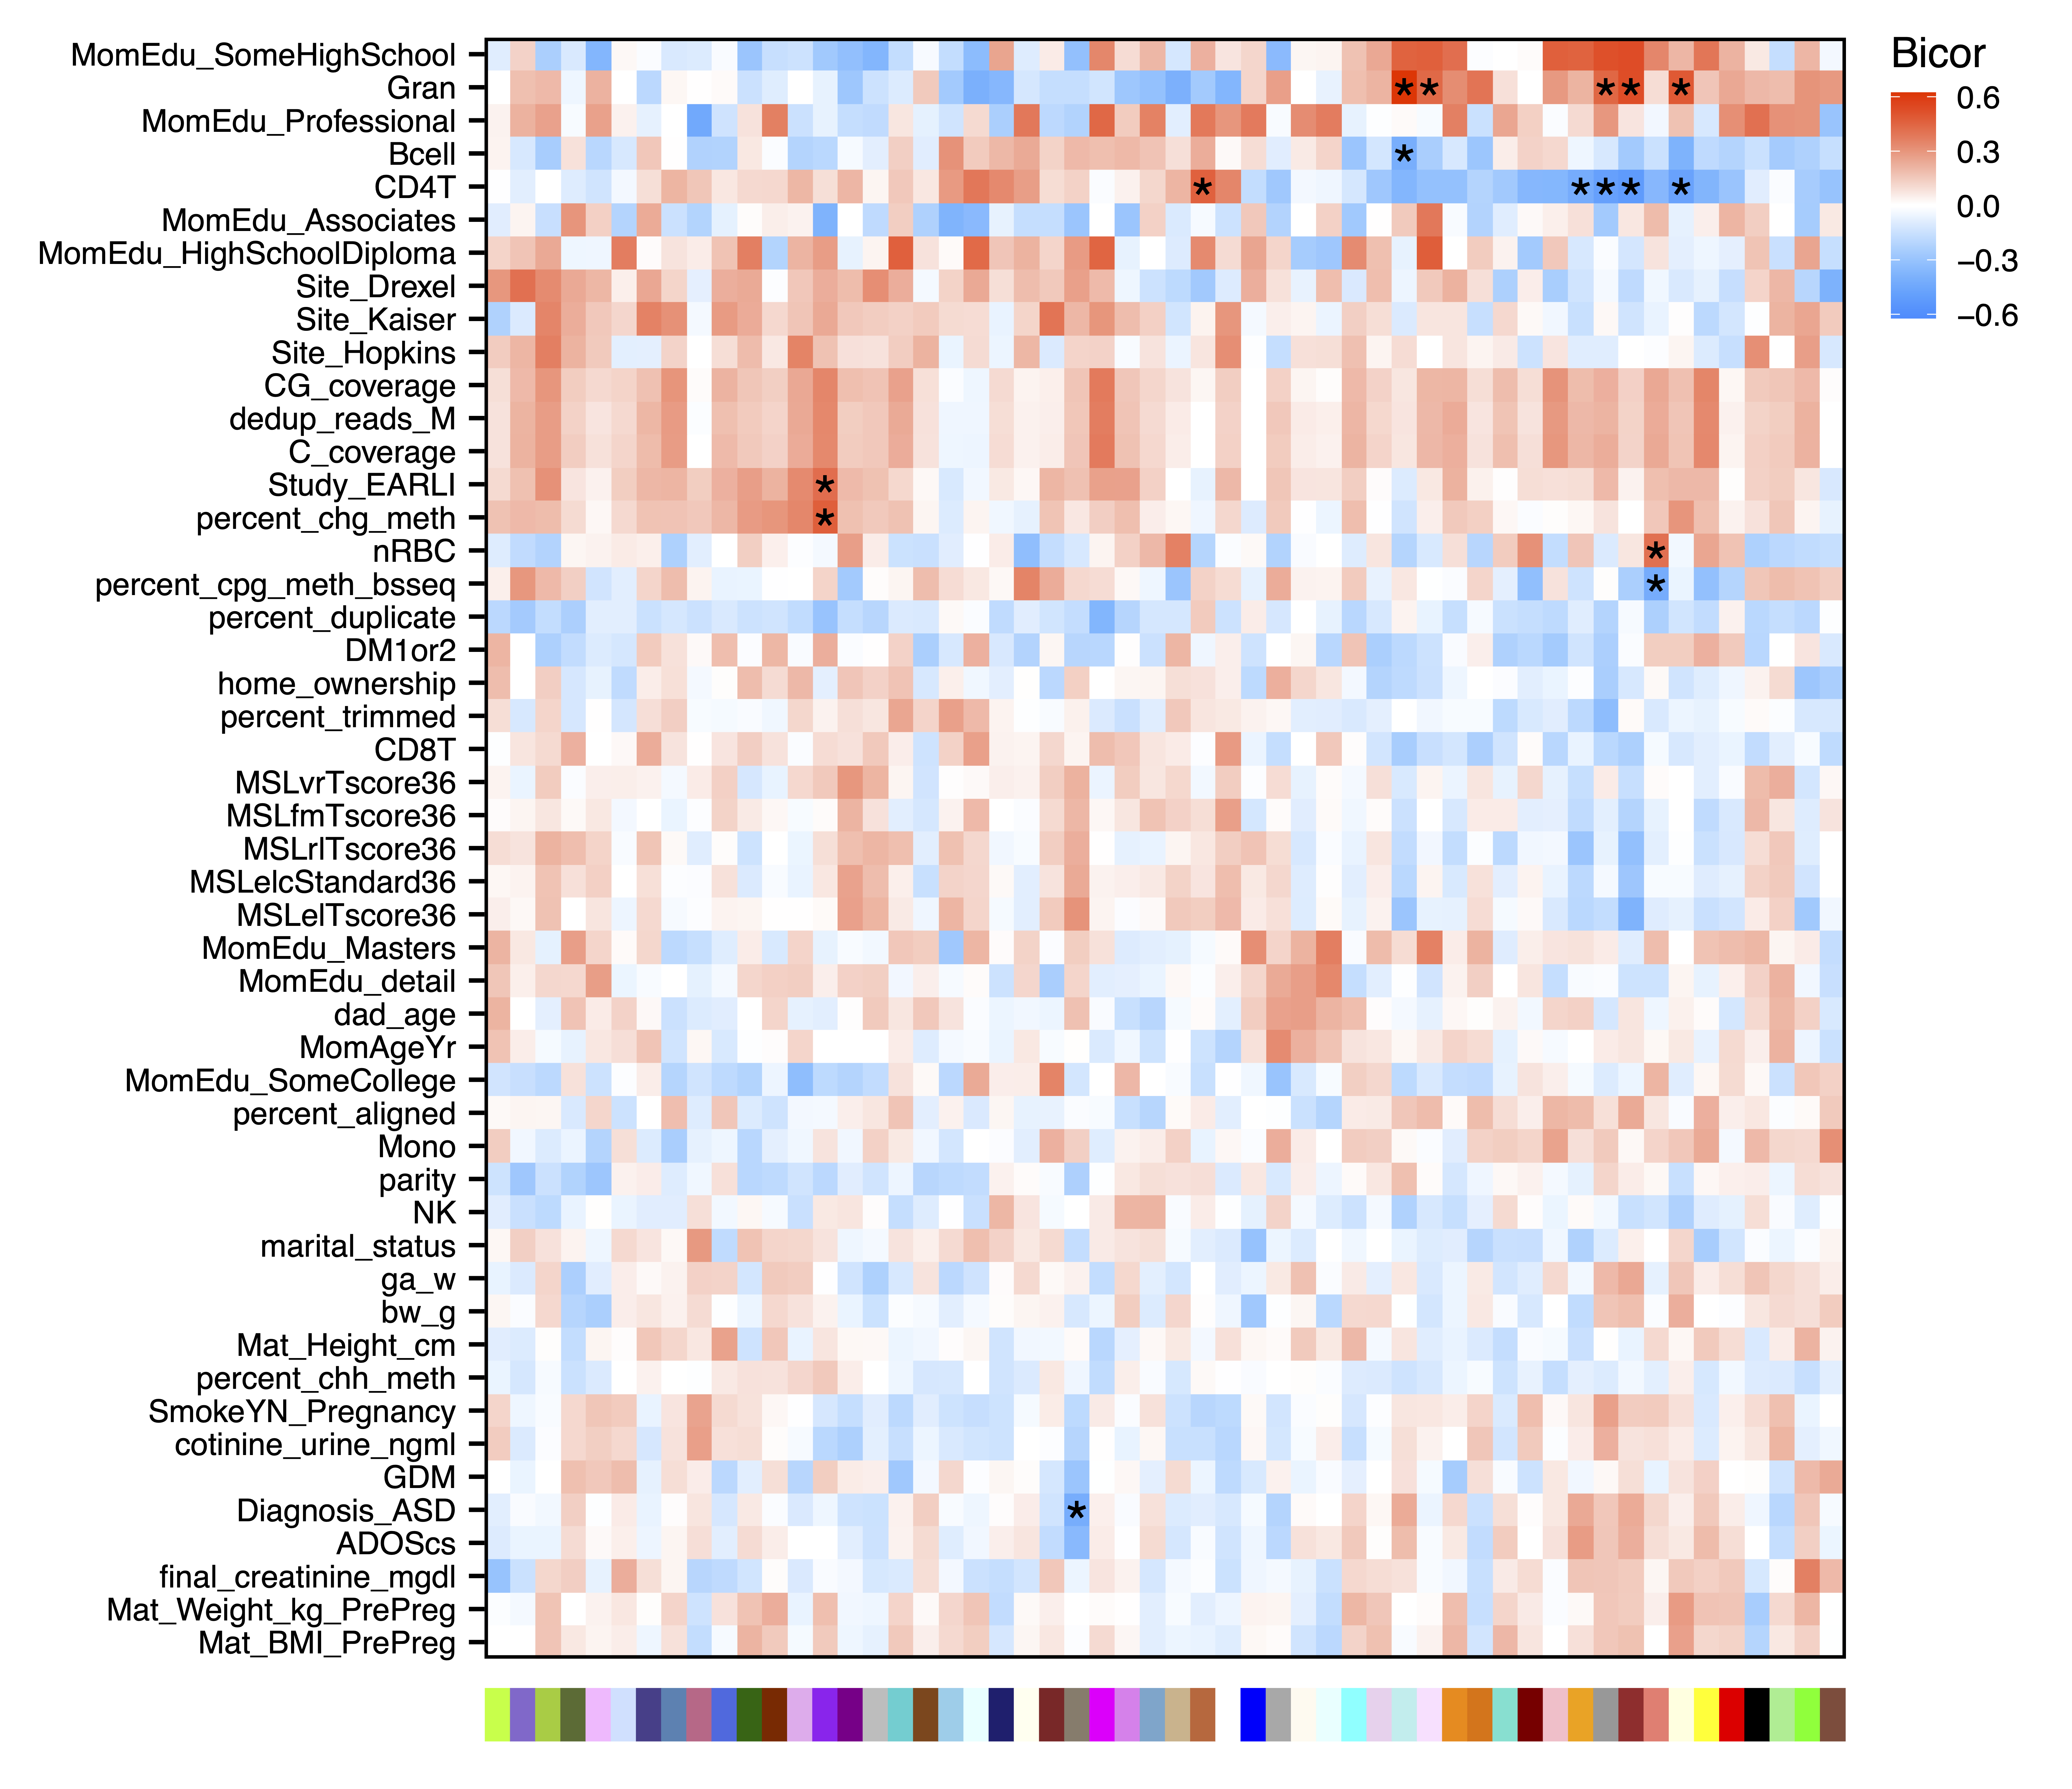 MomEdu_SomeHighSchool
Gran
MomEdu_Professional
Bcell
CD4T
MomEdu_Associates
MomEdu_HighSchoolDiploma
Site_Drexel
Site_Kaiser
Site_Hopkins
CG_coverage
dedup_reads_M
C_coverage
Study_EARLI
percent_chg_meth
nRBC
percent_cpg_meth_bsseq
percent_duplicate
DM1or2
home_ownership
percent_trimmed
CD8T
MSLvrTscore36
MSLfmTscore36
MSLrlTscore36
MSLelcStandard36
MSLelTscore36
MomEdu_Masters
MomEdu_detail
dad_age
MomAgeYr
MomEdu_SomeCollege
percent_aligned
Mono
parity
NK
marital_status
ga_w
bw_g
Mat_Height_cm
percent_chh_meth
SmokeYN_Pregnancy
cotinine_urine_ngml
GDM
Diagnosis_ASD
ADOScs
final_creatinine_mgdl
Mat_Weight_kg_PrePreg
Mat_BMI_PrePreg
Bicor
0.6
0.3
0.0
−0.3
−0.6